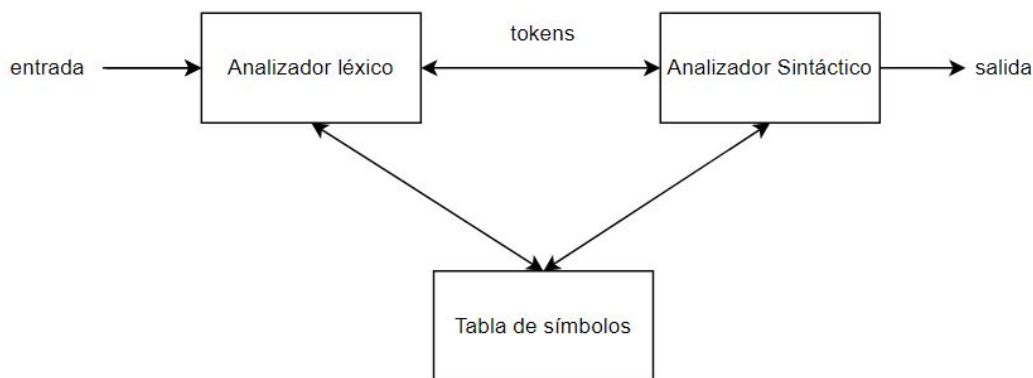 tokens
entrada
Analizador léxico
Analizador Sintáctico
salida
Tabla de símbolos